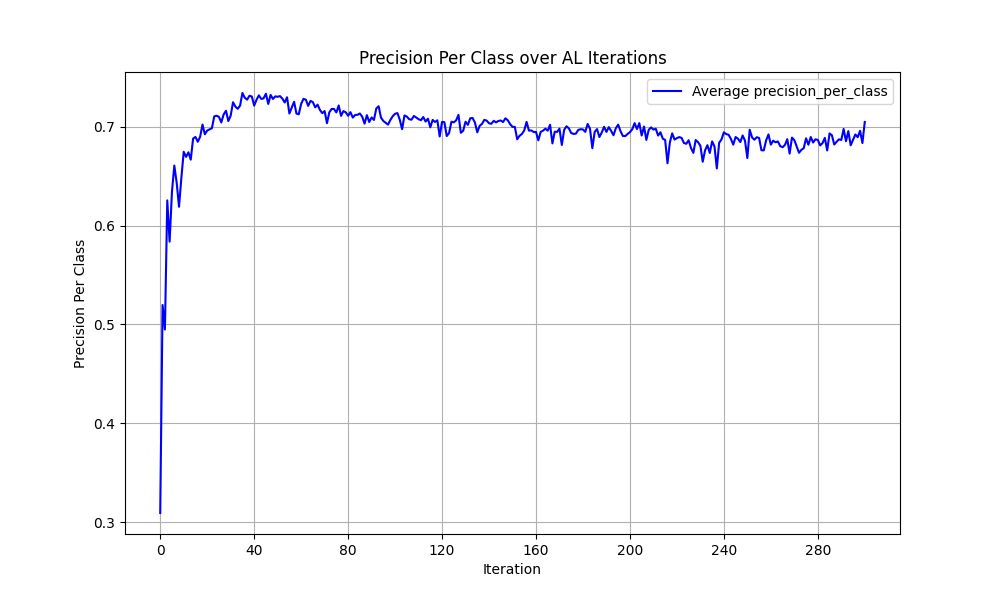 Precision Per Class over AL Iterations
Average precision_per_class
Precision Per Class
0.7
0.6
0.5
0.4
0.3
0 40 80 120 160 200 240 280
Iteration